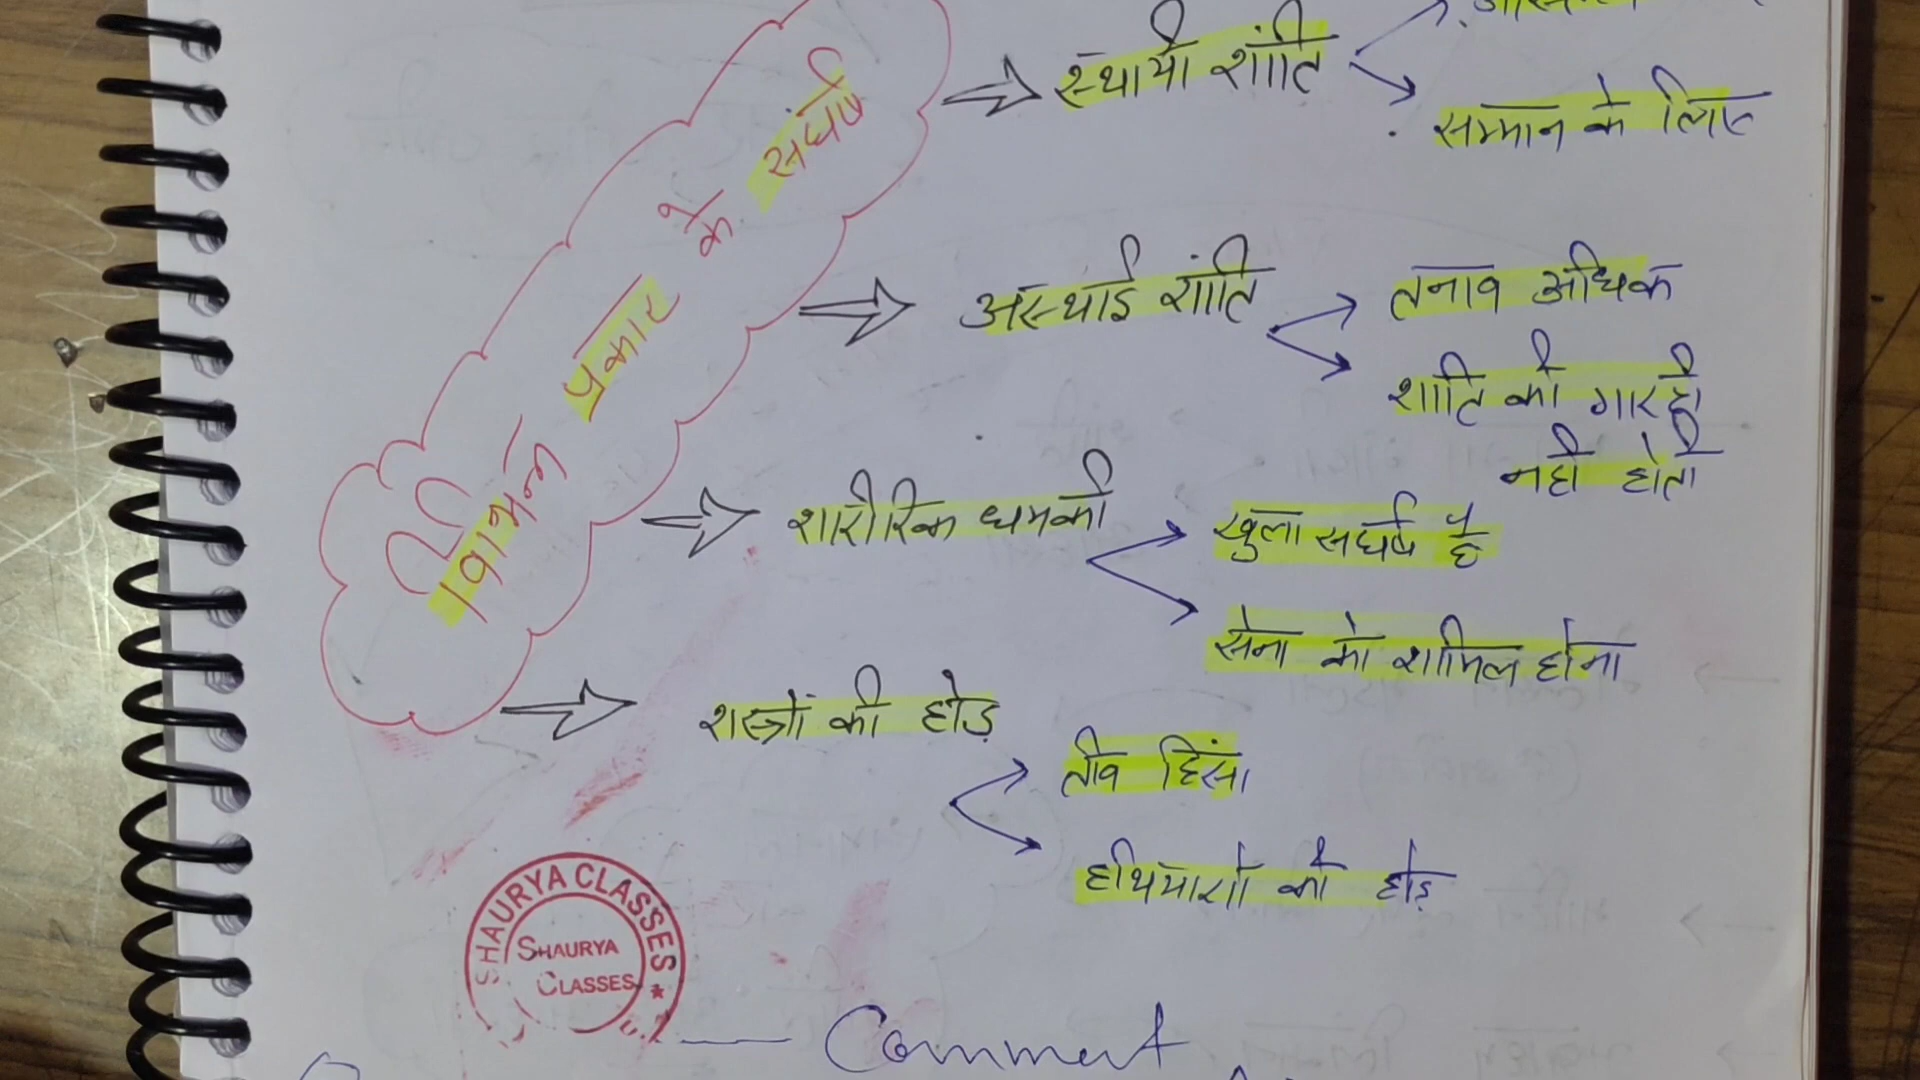 स्थायी शांति
सम्मान के लिए
विभिन्न प्रकार के संघर्ष
अस्थाई शांति
तनाव अधिक
शांति की गारंटी
नही होती
शारीरिक धमकी
खुला संघर्ष है
सेना का शामिल होना
शस्त्रों की होड़
तीव्र हिंसा
हथियारों की होड़
SHAURYA CLASSES
SHAURYA
CLASSES
Comment